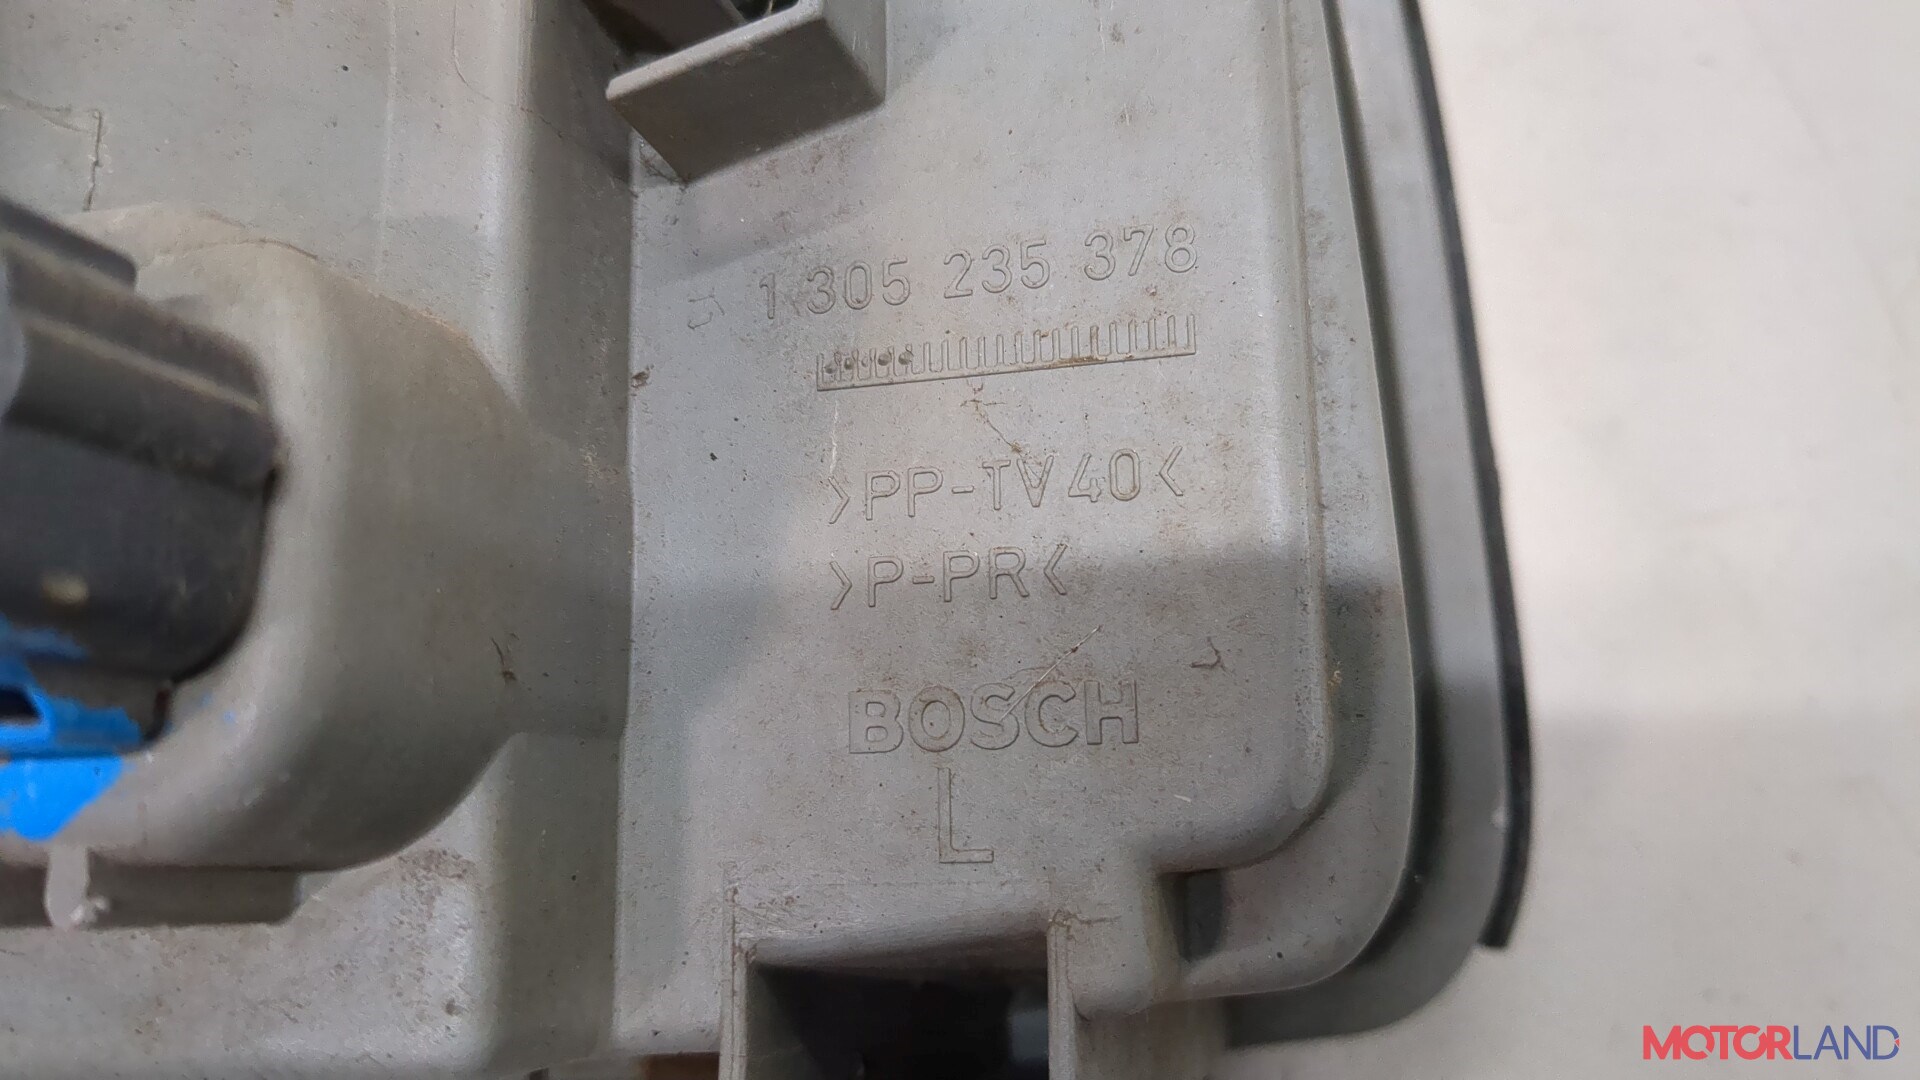 1 305 235 378
>PP-TV40<
>P-PR<
BOSCH
L
MOTORLAND